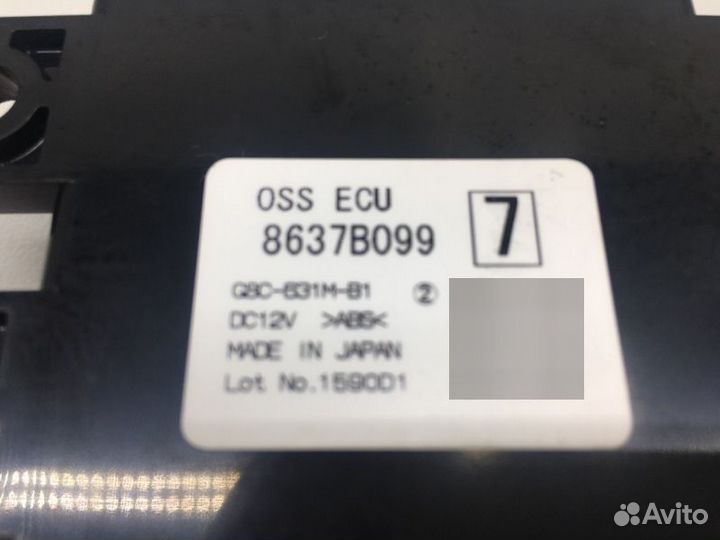 OSS ECU
8637B099
7
G8C-631M-B1 ②
DC12V >ABS<
MADE IN JAPAN
Lot No.1590D1
Avito